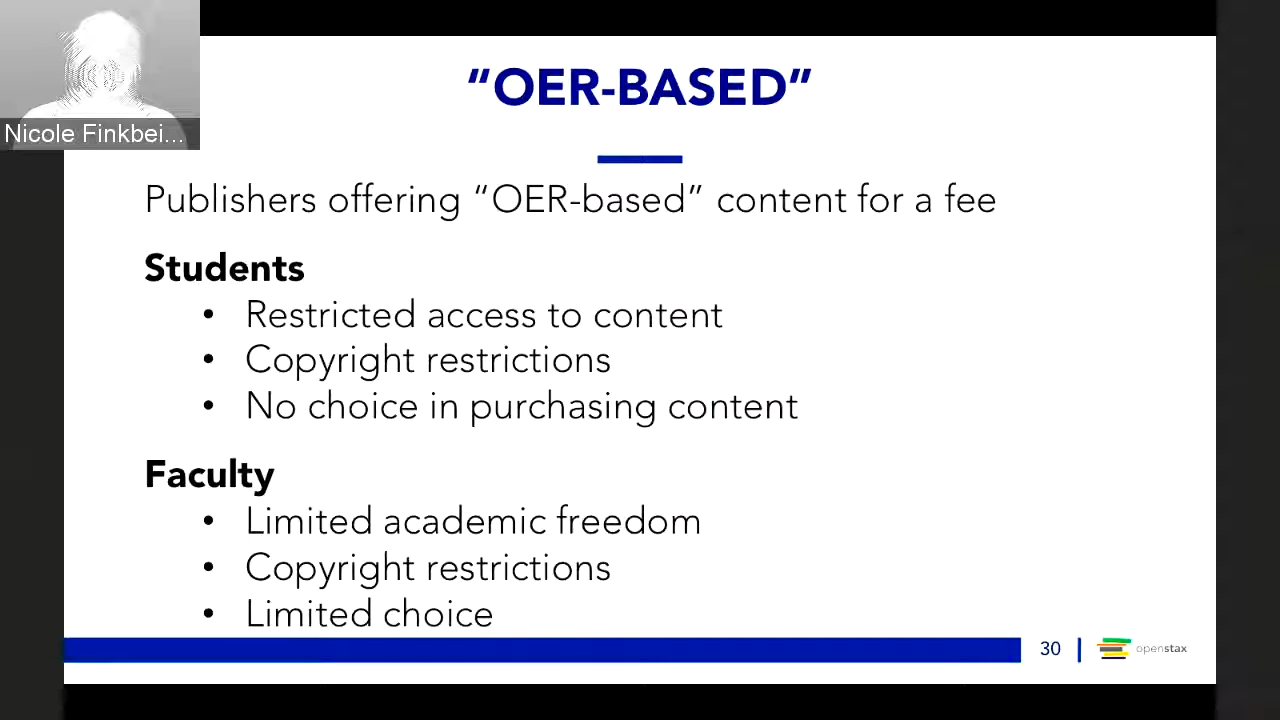 Nicole Finkbei...
“OER-BASED”
Publishers offering “OER-based” content for a fee
Students
• Restricted access to content
• Copyright restrictions
• No choice in purchasing content
Faculty
• Limited academic freedom
• Copyright restrictions
• Limited choice
30 | openstax